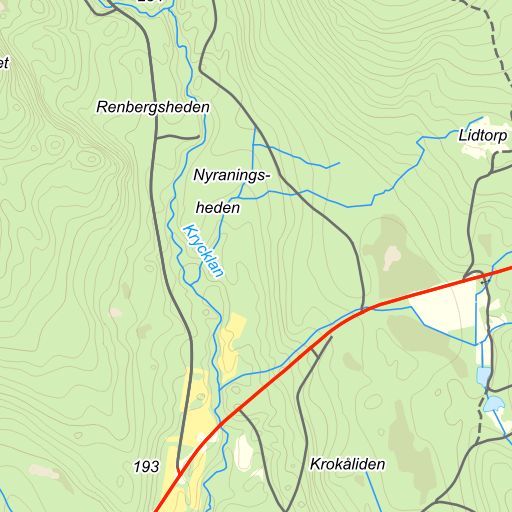 Renbergsheden
Lidtorp
Nyranings-
heden
Krycklan
193
Krokåliden